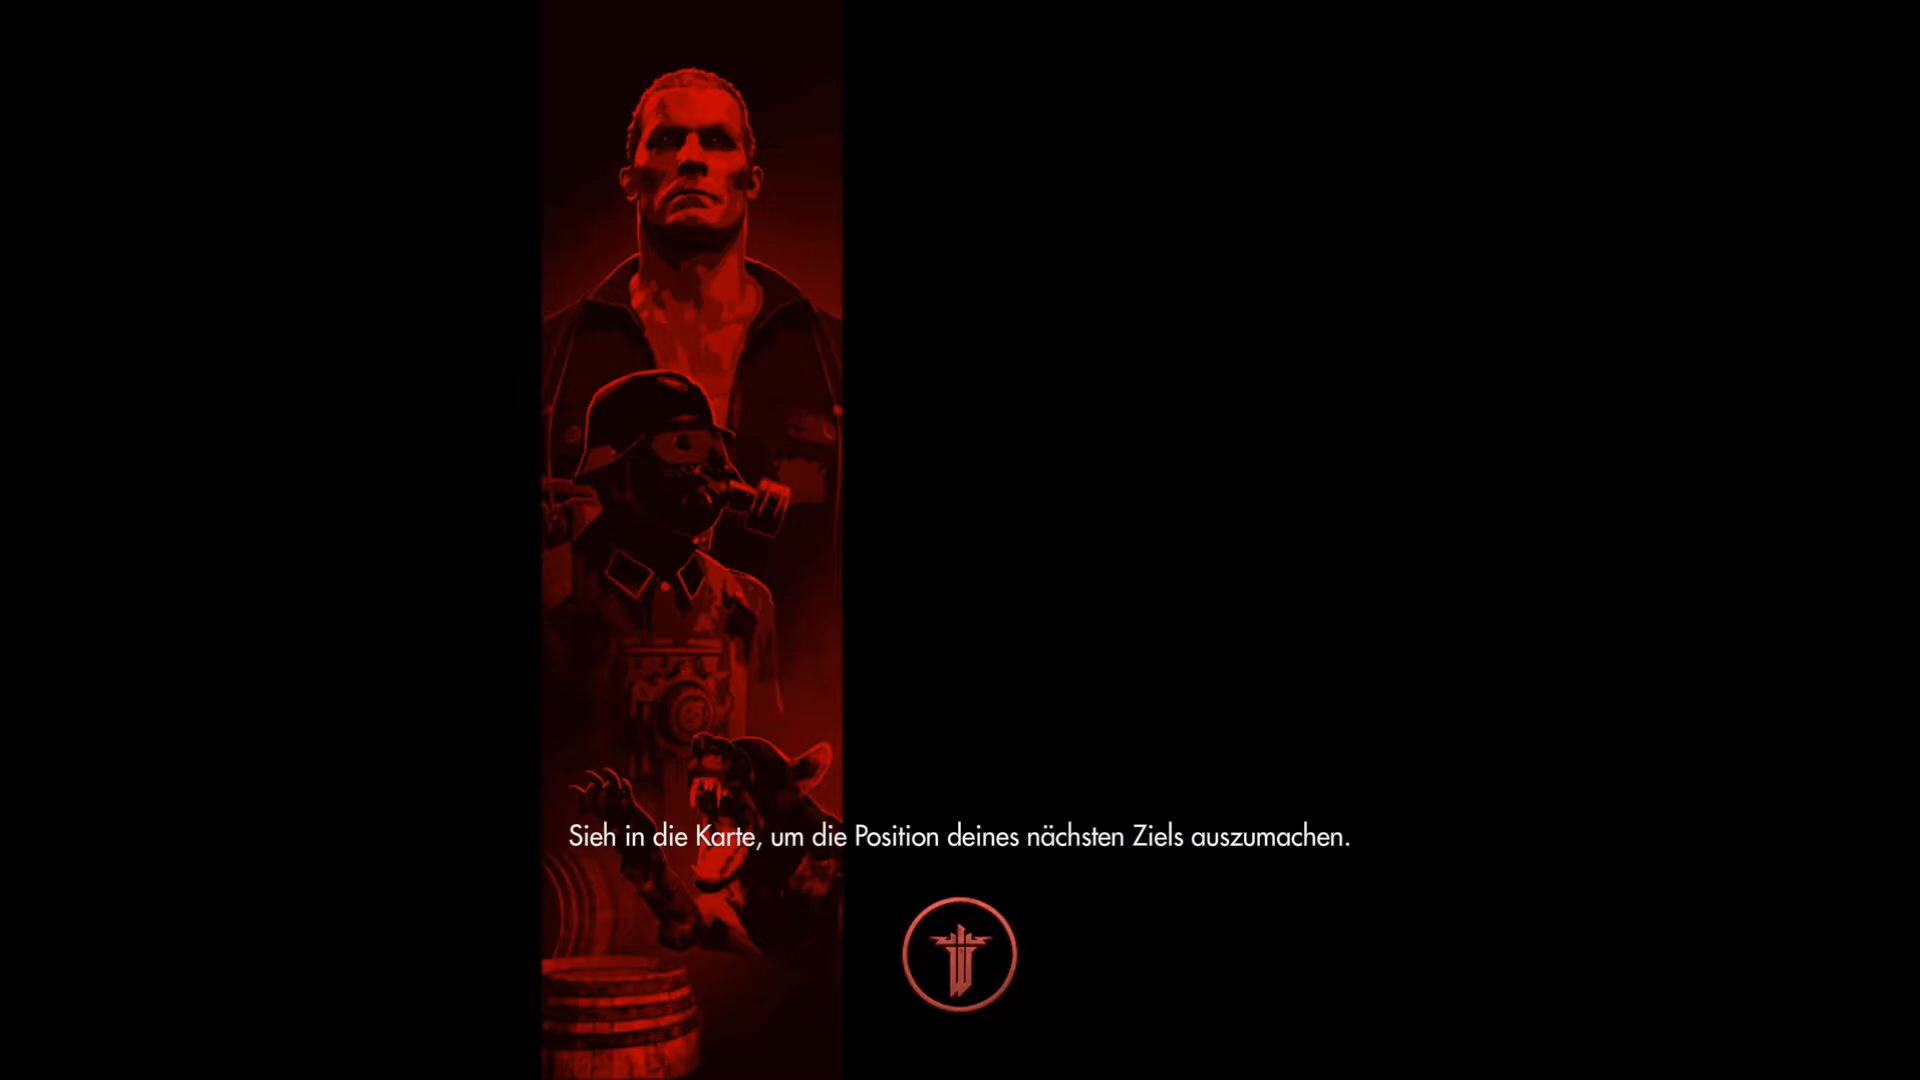 Sieh in die Karte, um die Position deines nächsten Ziels auszumachen.